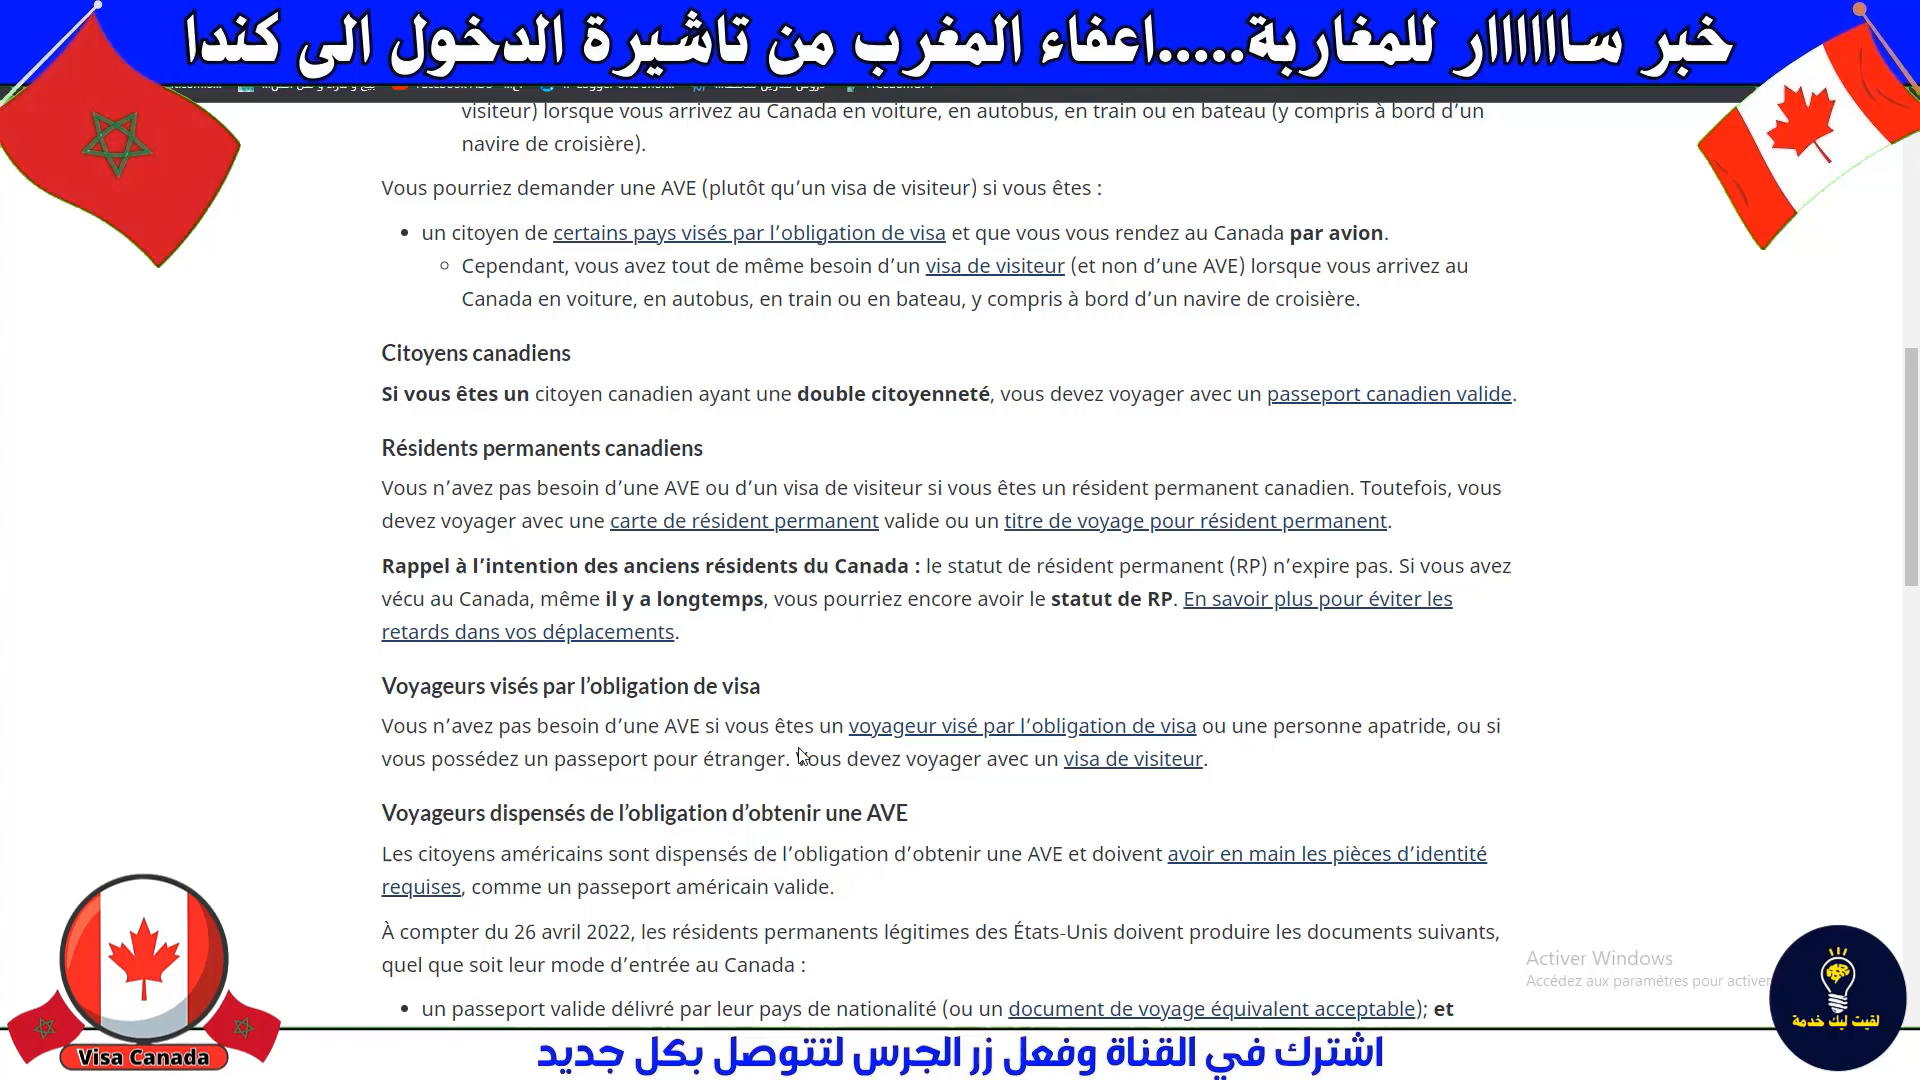 خبر سااااار للمغاربة.....اعفاء المغرب من تاشيرة الدخول الى كندا
visiteur) lorsque vous arrivez au Canada en voiture, en autobus, en train ou en bateau (y compris à bord d’un
navire de croisière).
Vous pourriez demander une AVE (plutôt qu’un visa de visiteur) si vous êtes :
• un citoyen de certains pays visés par l’obligation de visa et que vous vous rendez au Canada par avion.
○ Cependant, vous avez tout de même besoin d’un visa de visiteur (et non d’une AVE) lorsque vous arrivez au
Canada en voiture, en autobus, en train ou en bateau, y compris à bord d’un navire de croisière.
Citoyens canadiens
Si vous êtes un citoyen canadien ayant une double citoyenneté, vous devez voyager avec un passeport canadien valide.
Résidents permanents canadiens
Vous n’avez pas besoin d’une AVE ou d’un visa de visiteur si vous êtes un résident permanent canadien. Toutefois, vous
devez voyager avec une carte de résident permanent valide ou un titre de voyage pour résident permanent.
Rappel à l’intention des anciens résidents du Canada : le statut de résident permanent (RP) n’expire pas. Si vous avez
vécu au Canada, même il y a longtemps, vous pourriez encore avoir le statut de RP. En savoir plus pour éviter les
retards dans vos déplacements.
Voyageurs visés par l’obligation de visa
Vous n’avez pas besoin d’une AVE si vous êtes un voyageur visé par l’obligation de visa ou une personne apatride, ou si
vous possédez un passeport pour étranger. Vous devez voyager avec un visa de visiteur.
Voyageurs dispensés de l’obligation d’obtenir une AVE
Les citoyens américains sont dispensés de l’obligation d’obtenir une AVE et doivent avoir en main les pièces d’identité
requises, comme un passeport américain valide.
À compter du 26 avril 2022, les résidents permanents légitimes des États-Unis doivent produire les documents suivants,
quel que soit leur mode d’entrée au Canada :
• un passeport valide délivré par leur pays de nationalité (ou un document de voyage équivalent acceptable); et
Activer Windows
Accédez aux paramètres pour activer
لقيت ليك خدمة
Visa Canada
اشترك في القناة وفعل زر الجرس لتتوصل بكل جديد